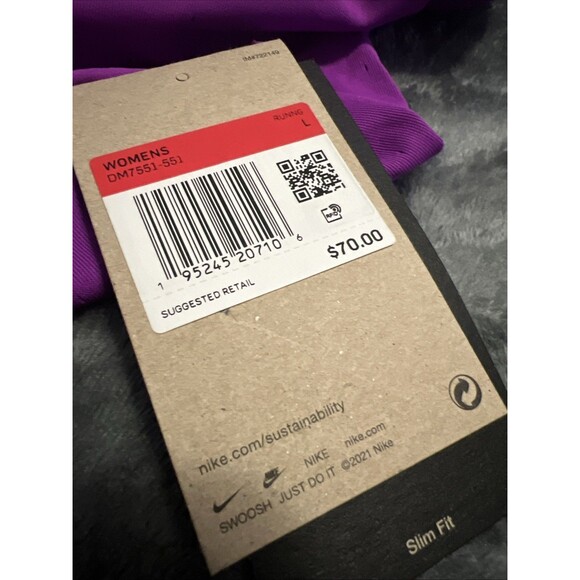 WOMENS
DM7551-551
RUNNING
L
1 95245 20710 6
RFID
$70.00
SUGGESTED RETAIL
nike.com/sustainability
NIKE nike.com
SWOOSH JUST DO IT ©2021 Nike
Slim Fit